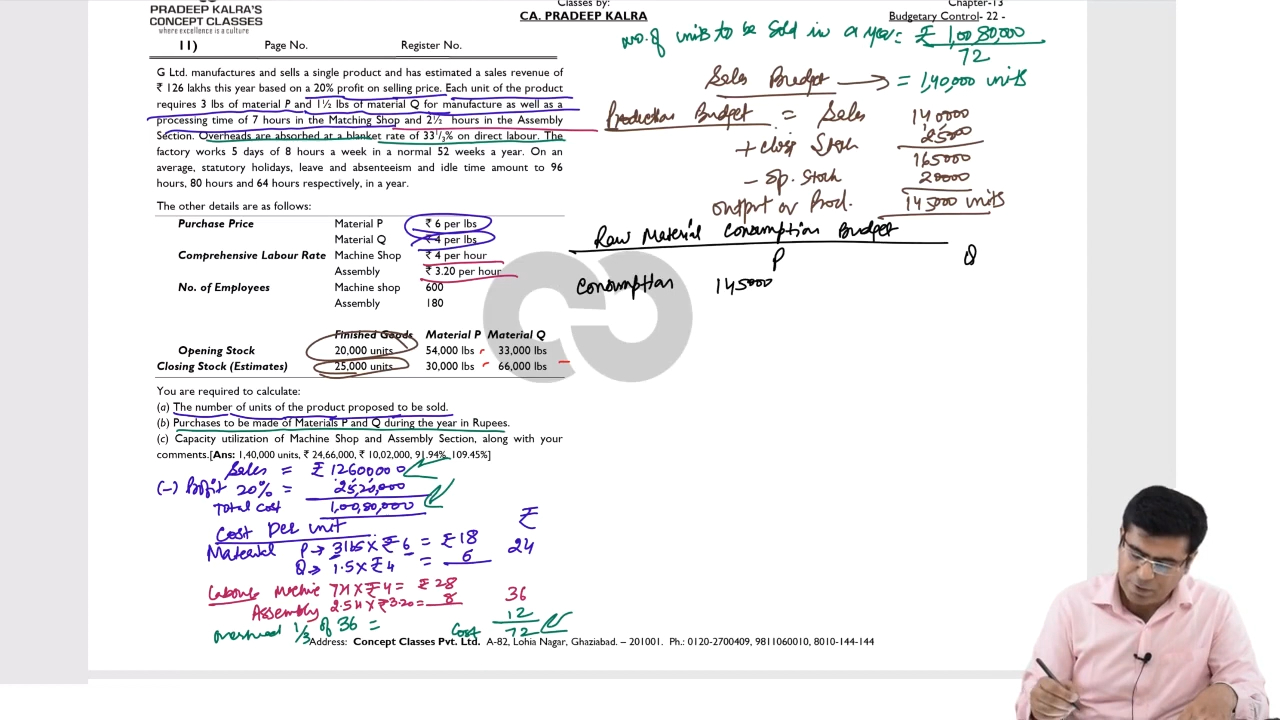 PRADEEP KALRA'S
CONCEPT CLASSES
where excellence is a culture
Classes by:
CA. PRADEEP KALRA
Chapter-13
Budgetary Control- 22 -
11) Page No. Register No.
G Ltd. manufactures and sells a single product and has estimated a sales revenue of
₹ 126 lakhs this year based on a 20% profit on selling price. Each unit of the product
requires 3 lbs of material P and 1½ lbs of material Q for manufacture as well as a
processing time of 7 hours in the Matching Shop and 2½ hours in the Assembly
Section. Overheads are absorbed at a blanket rate of 33¹/₃% on direct labour. The
factory works 5 days of 8 hours a week in a normal 52 weeks a year. On an
average, statutory holidays, leave and absenteeism and idle time amount to 96
hours, 80 hours and 64 hours respectively, in a year.
The other details are as follows:
Purchase Price Material P ₹ 6 per lbs
Material Q ₹ 4 per lbs
Comprehensive Labour Rate Machine Shop ₹ 4 per hour
Assembly ₹ 3.20 per hour
No. of Employees Machine shop 600
Assembly 180
Finished Goods Material P Material Q
Opening Stock 20,000 units 54,000 lbs 33,000 lbs
Closing Stock (Estimates) 25,000 units 30,000 lbs 66,000 lbs
You are required to calculate:
(a) The number of units of the product proposed to be sold.
(b) Purchases to be made of Materials P and Q during the year in Rupees.
(c) Capacity utilization of Machine Shop and Assembly Section, along with your
comments.[Ans: 1,40,000 units, ₹ 24,66,000, ₹ 10,02,000, 91.94%, 109.45%]
Sales = ₹ 12600000
(-) Profit 20% = 25,20,000
Total Cost 1,00,80,000
Cost Per unit ₹
Material P → 3lbs x ₹ 6 = ₹ 18
Q → 1.5 x ₹ 4 = 6 24
Labour Machine 7H x ₹ 4 = ₹ 28
Assembly 2.5H x ₹ 3.20 = 8 36
overhead 1/3 of 36 = 12
Cost 72
Address: Concept Classes Pvt. Ltd. A-82, Lohia Nagar, Ghaziabad. – 201001. Ph.: 0120-2700409, 9811060010, 8010-144-144
no. of units to be sold in a year = ₹ 1,00,80,000
72
Sales Budget → = 1,40,000 units
Production Budget = Sales 140000
+ Closing Stock 2500
165000
- Op. Stock 20000
output or Prod. 145000 units
Raw Material Consumption Budget
P Q
Consumption 145000